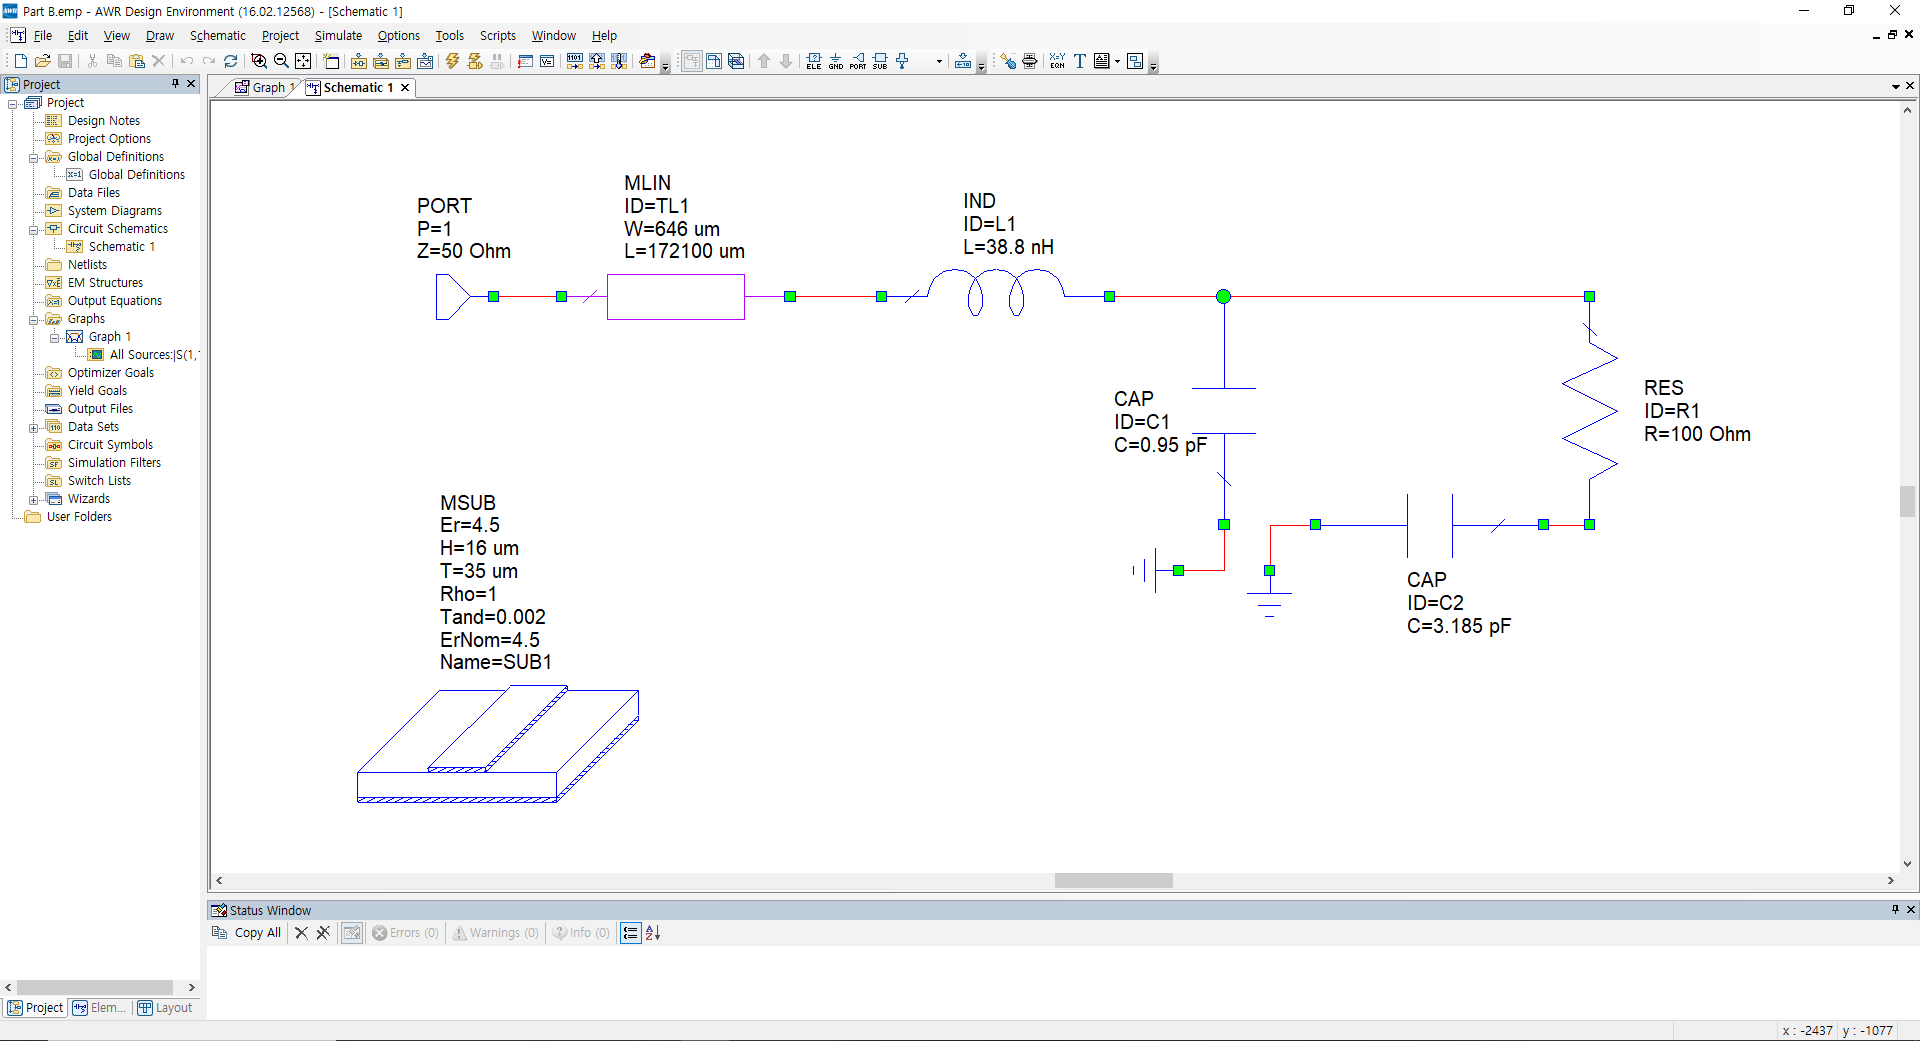 Part B.emp - AWR Design Environment (16.02.12568) - [Schematic 1]
File Edit View Draw Schematic Project Simulate Options Tools Scripts Window Help
ELE GND PORT SUB
X=Y EQN
Project
Graph 1 Schematic 1
Project
Design Notes
Project Options
Global Definitions
Global Definitions
Data Files
System Diagrams
Circuit Schematics
Schematic 1
Netlists
EM Structures
Output Equations
Graphs
Graph 1
All Sources:|S(1,
Optimizer Goals
Yield Goals
Output Files
Data Sets
Circuit Symbols
Simulation Filters
Switch Lists
Wizards
User Folders
PORT
P=1
Z=50 Ohm
MLIN
ID=TL1
W=646 um
L=172100 um
IND
ID=L1
L=38.8 nH
CAP
ID=C1
C=0.95 pF
RES
ID=R1
R=100 Ohm
CAP
ID=C2
C=3.185 pF
MSUB
Er=4.5
H=16 um
T=35 um
Rho=1
Tand=0.002
ErNom=4.5
Name=SUB1
Status Window
Copy All Errors (0) Warnings (0) Info (0)
Project Elem... Layout
x : -2437 y : -1077